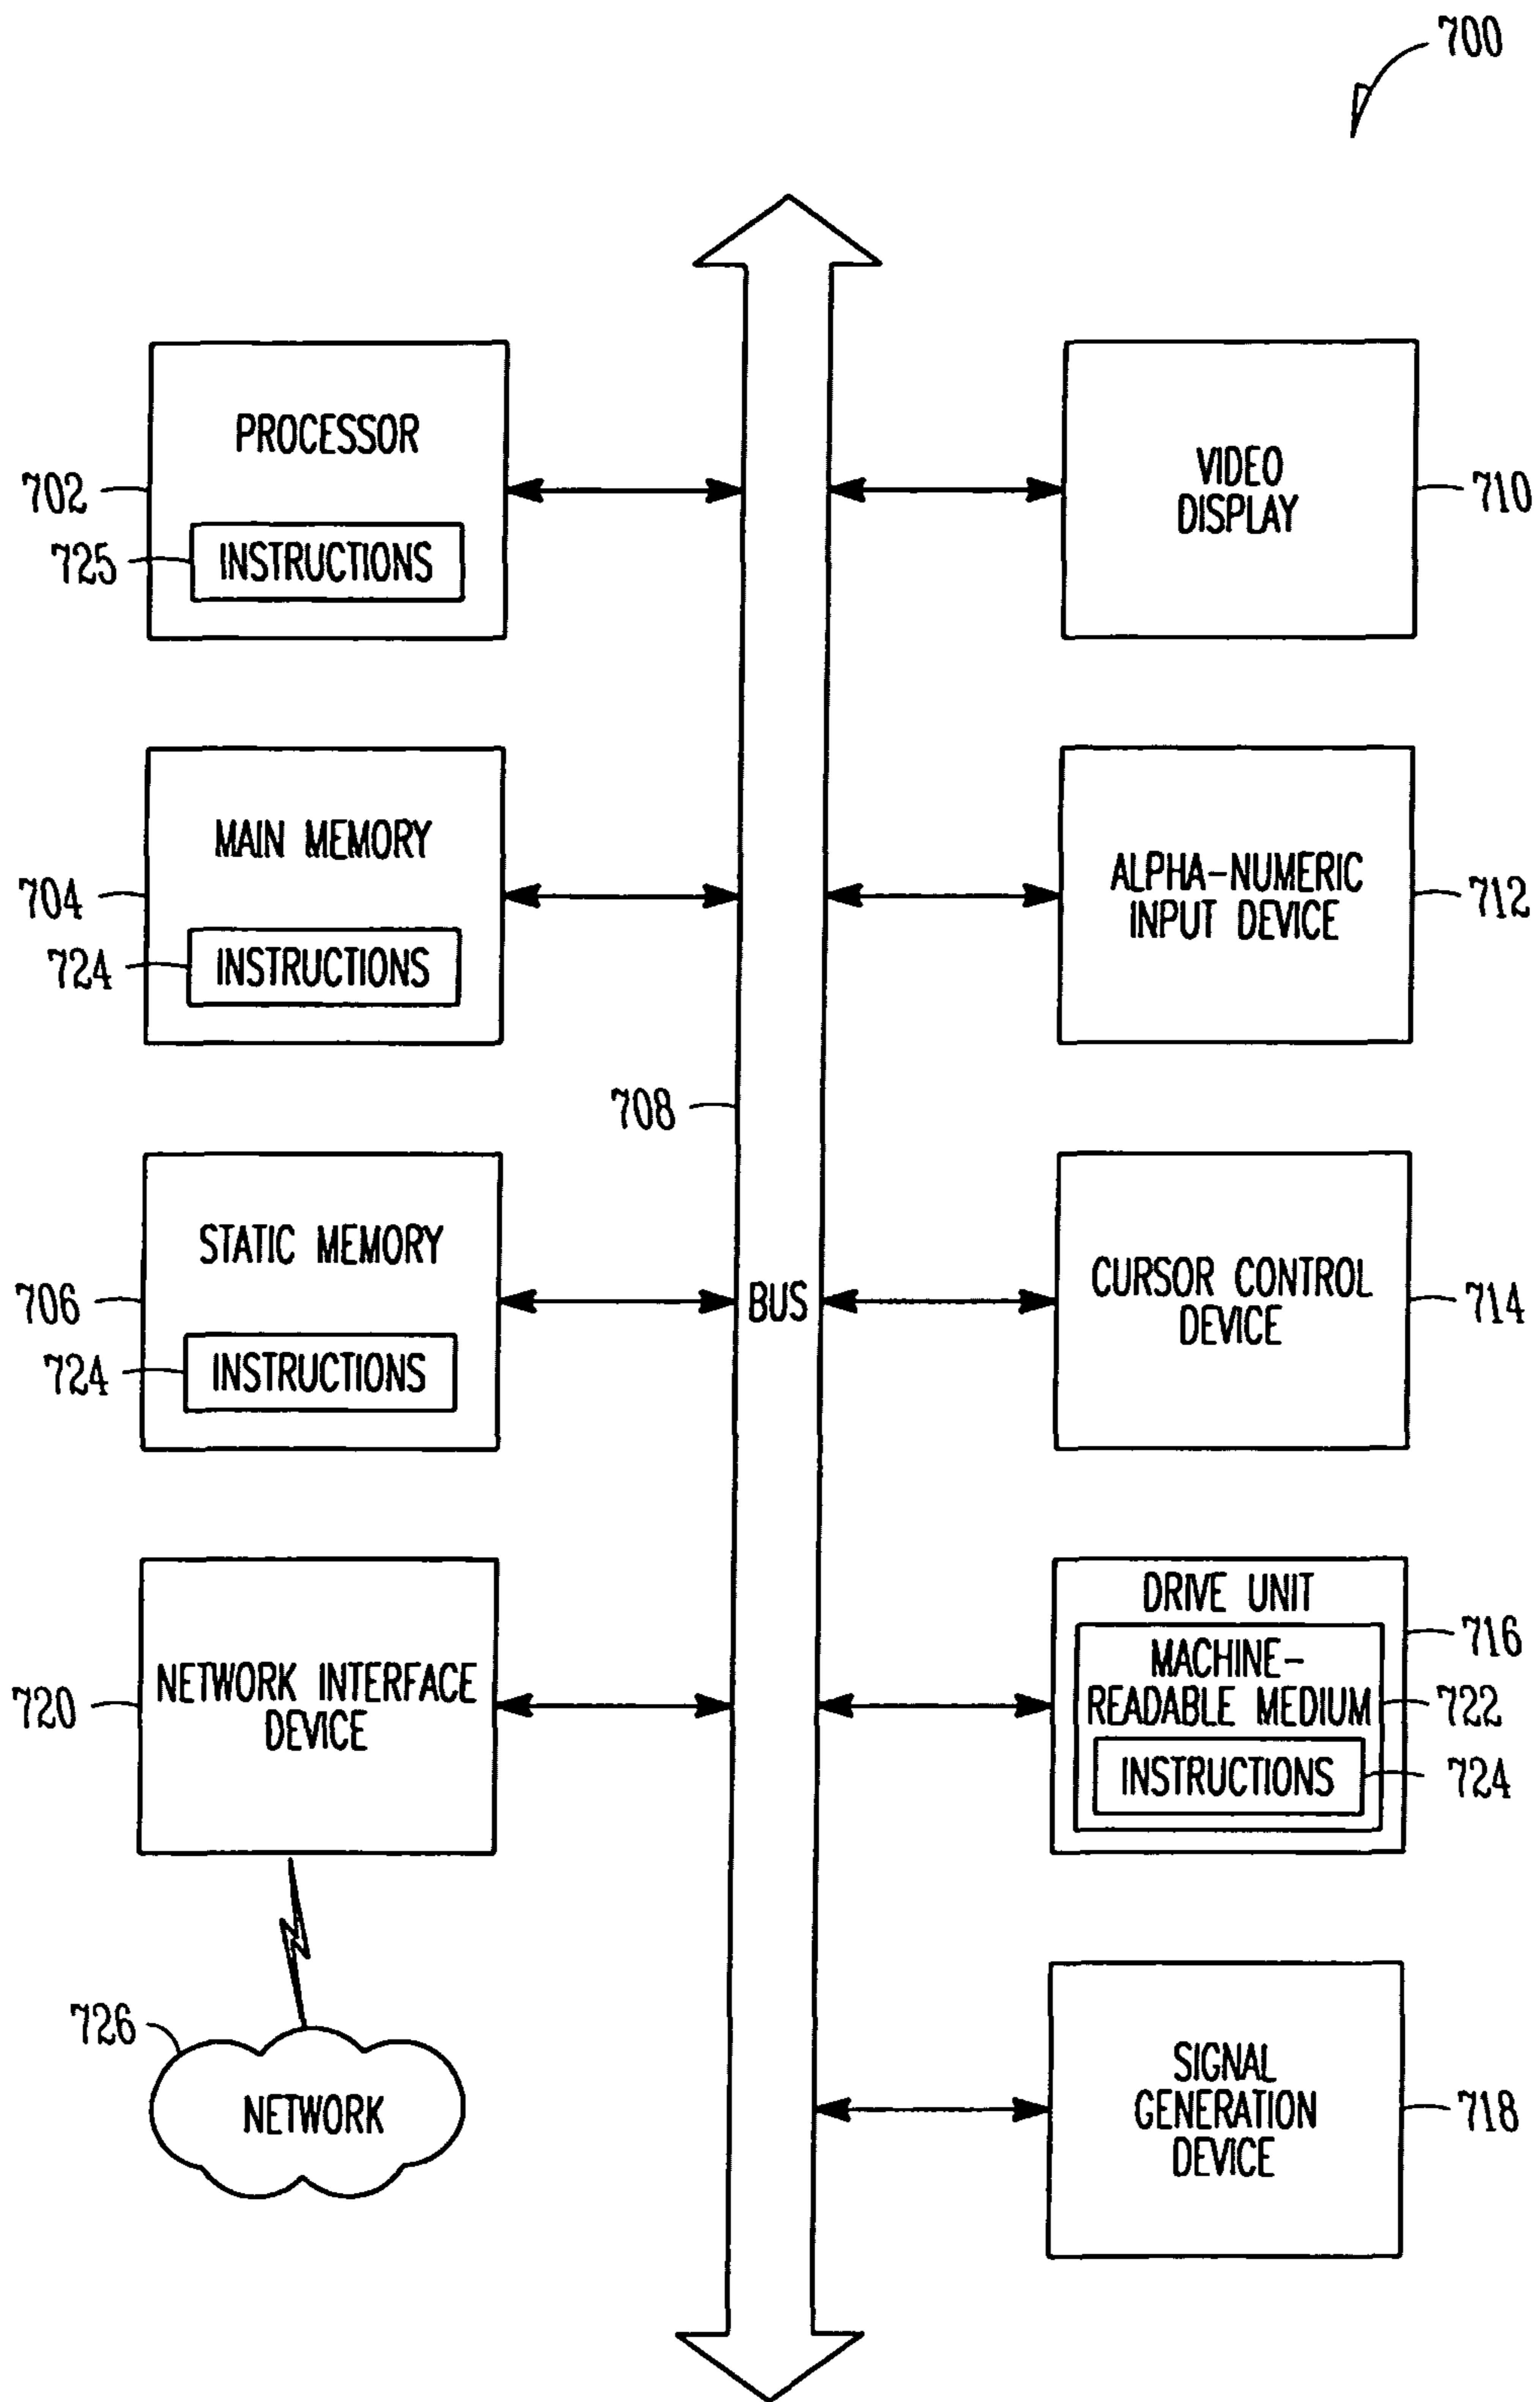 700
PROCESSOR
702
725
INSTRUCTIONS
VIDEO
DISPLAY
710
MAIN MEMORY
704
724
INSTRUCTIONS
ALPHA-NUMERIC
INPUT DEVICE
712
708
STATIC MEMORY
706
724
INSTRUCTIONS
BUS
CURSOR CONTROL
DEVICE
714
NETWORK INTERFACE
DEVICE
720
DRIVE UNIT
716
MACHINE-
READABLE MEDIUM
722
INSTRUCTIONS
724
726
NETWORK
SIGNAL
GENERATION
DEVICE
718